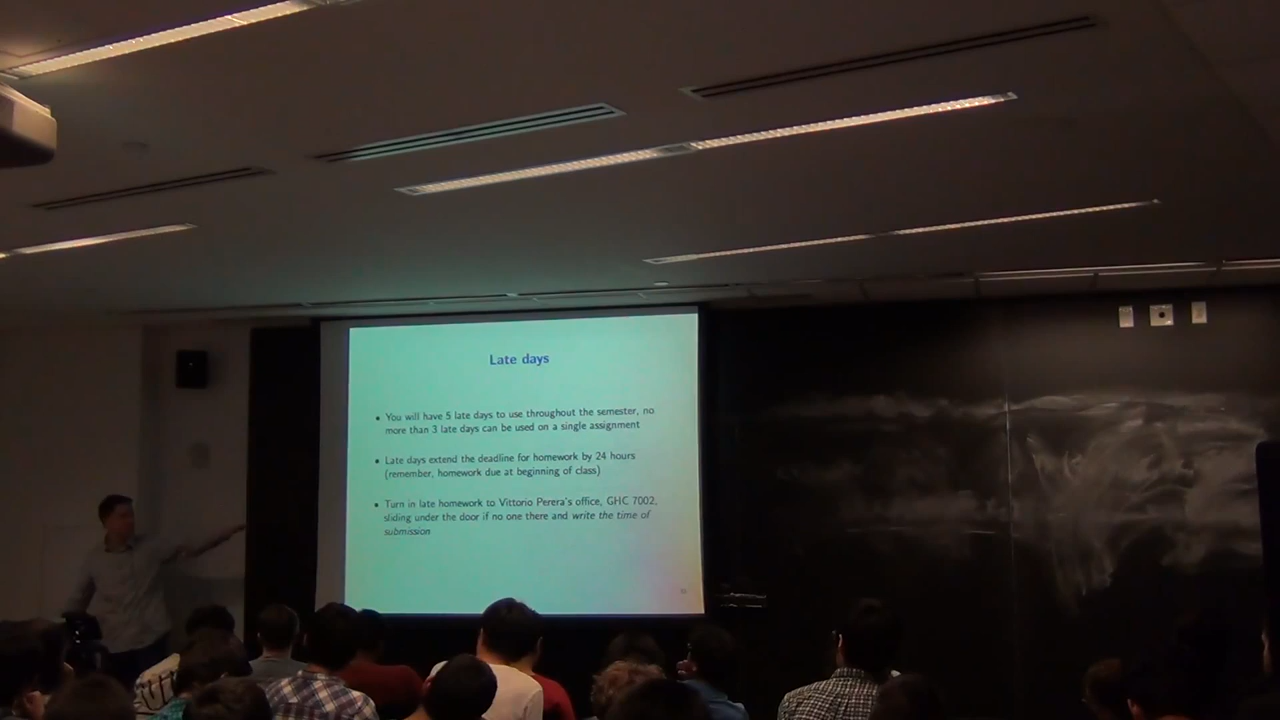 Late days
• You will have 5 late days to use throughout the semester, no
more than 3 late days can be used on a single assignment
• Late days extend the deadline for homework by 24 hours
(remember, homework due at beginning of class)
• Turn in late homework to Vittorio Perera's office, GHC 7002,
sliding under the door if no one there and write the time of
submission